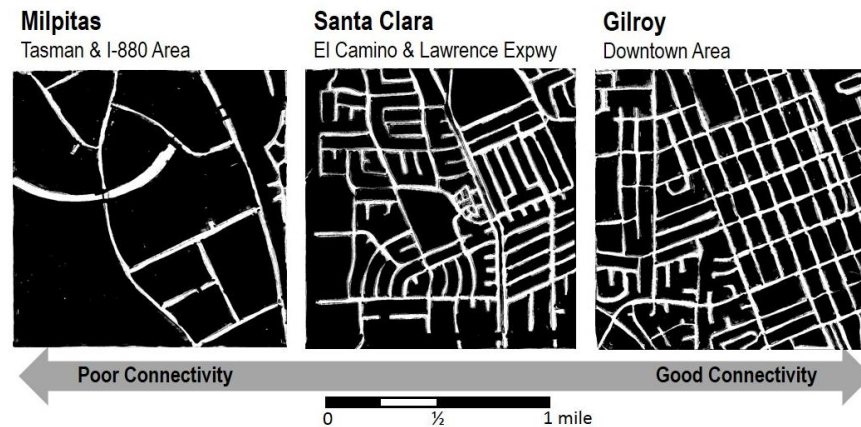 Milpitas
Tasman & I-880 Area
Santa Clara
El Camino & Lawrence Expwy
Gilroy
Downtown Area
Poor Connectivity
Good Connectivity
0 ½ 1 mile